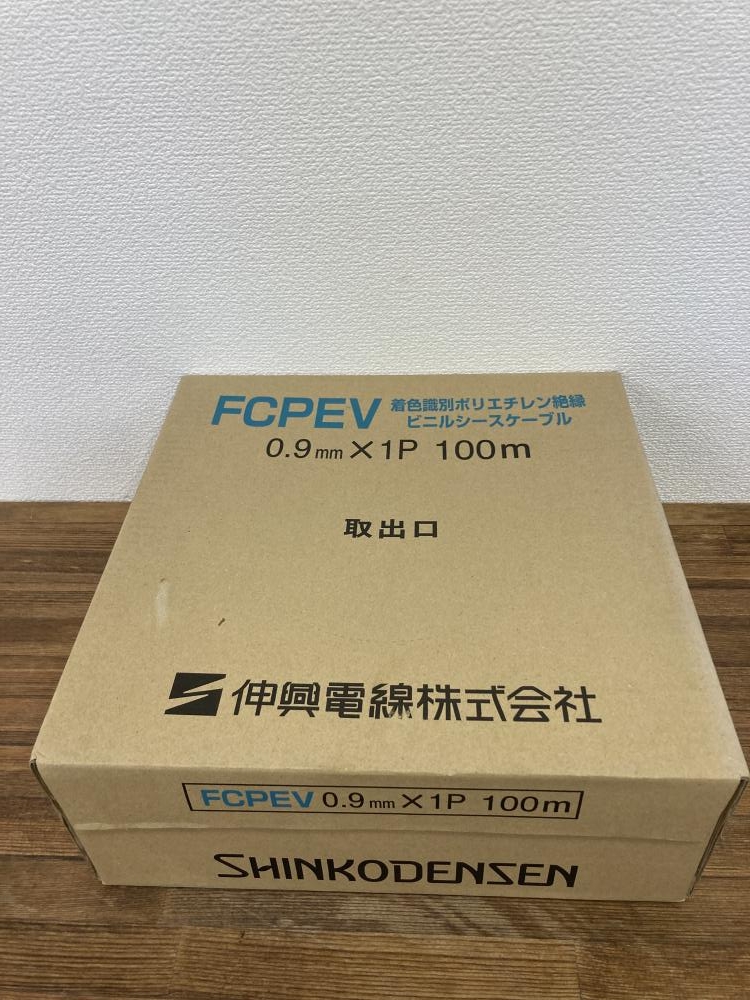 FCPEV 着色識別ポリエチレン絶縁
ビニルシースケーブル
0.9mm×1P 100m
取出口
伸興電線株式会社
FCPEV 0.9mm×1P 100m
SHINKODENSEN